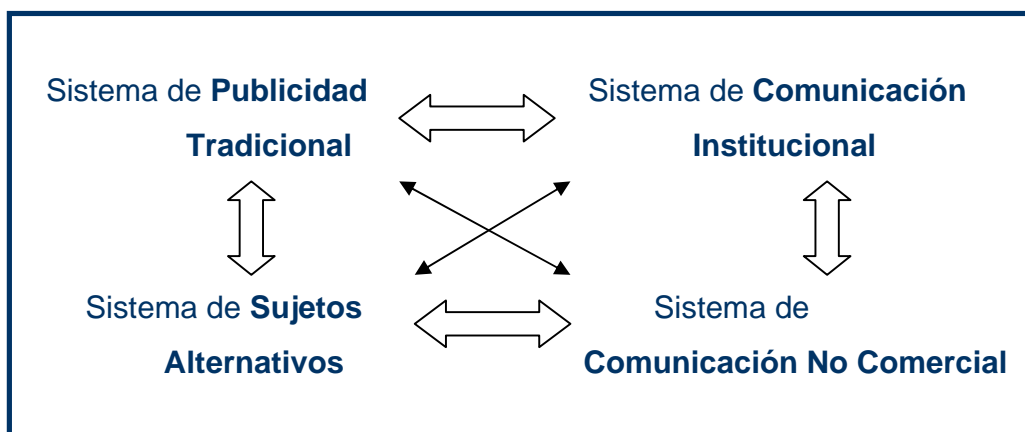 Sistema de Publicidad
Tradicional
Sistema de Comunicación
Institucional
Sistema de Sujetos
Alternativos
Sistema de
Comunicación No Comercial